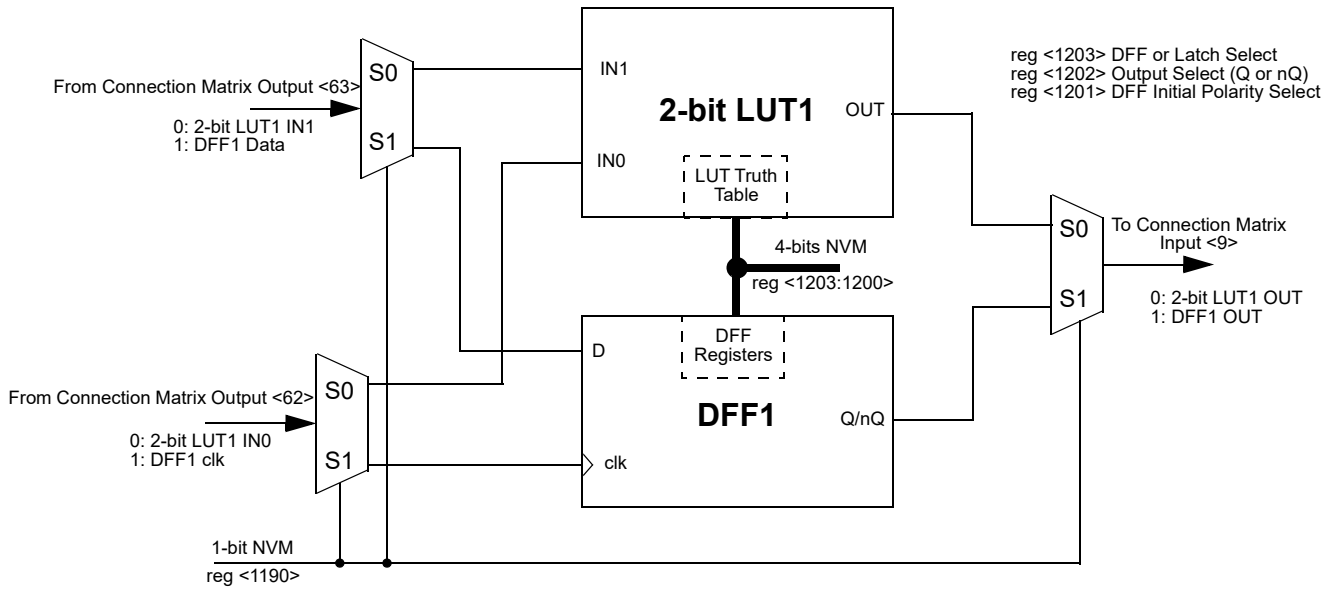 reg <1203> DFF or Latch Select
reg <1202> Output Select (Q or nQ)
reg <1201> DFF Initial Polarity Select
From Connection Matrix Output <63>
0: 2-bit LUT1 IN1
1: DFF1 Data
S0
S1
IN1
IN0
2-bit LUT1
OUT
LUT Truth
Table
4-bits NVM
reg <1203:1200>
S0
S1
To Connection Matrix
Input <9>
0: 2-bit LUT1 OUT
1: DFF1 OUT
DFF
Registers
D
DFF1
Q/nQ
clk
From Connection Matrix Output <62>
0: 2-bit LUT1 IN0
1: DFF1 clk
S0
S1
1-bit NVM
reg <1190>